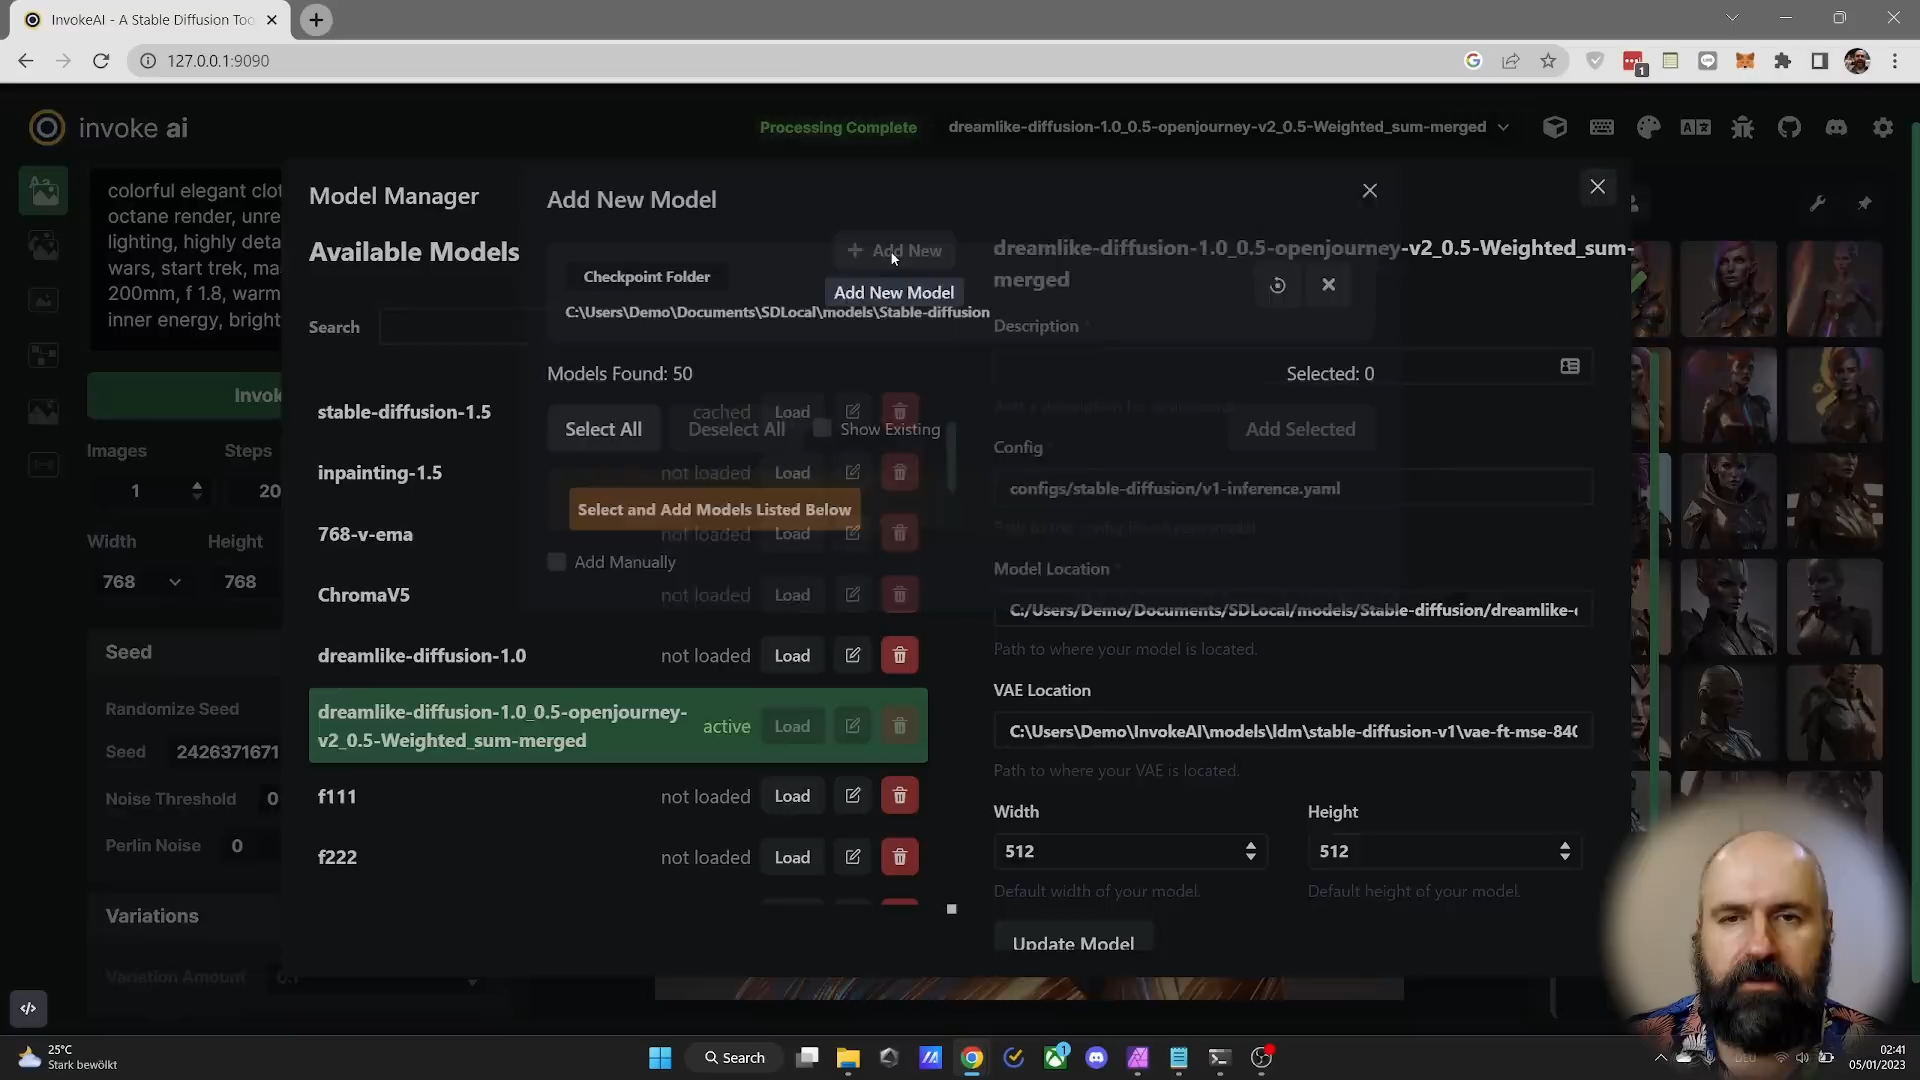 InvokeAI - A Stable Diffusion Too
127.0.0.1:9090
1
invoke ai
Processing Complete
dreamlike-diffusion-1.0_0.5-openjourney-v2_0.5-Weighted_sum-merged
colorful elegant clot
octane render, unre
lighting, highly deta
wars, start trek, ma
200mm, f 1.8, warm
inner energy, bright
Invok
Images
Steps
1
20
Width
Height
768
768
Seed
Randomize Seed
Seed
2426371671
Noise Threshold
0
Perlin Noise
0
Variations
Variation Amount
0.1
Model Manager
Available Models
Search
Add New
Add New Model
stable-diffusion-1.5
cached
Load
inpainting-1.5
not loaded
Load
768-v-ema
not loaded
Load
ChromaV5
not loaded
Load
dreamlike-diffusion-1.0
not loaded
Load
dreamlike-diffusion-1.0_0.5-openjourney-
v2_0.5-Weighted_sum-merged
active
Load
f111
not loaded
Load
f222
not loaded
Load
Add New Model
Checkpoint Folder
C:\Users\Demo\Documents\SDLocal\models\Stable-diffusion
Models Found: 50
Selected: 0
Select All
Deselect All
Show Existing
Add Selected
Select and Add Models Listed Below
Add Manually
dreamlike-diffusion-1.0_0.5-openjourney-v2_0.5-Weighted_sum-
merged
Description
Config
configs/stable-diffusion/v1-inference.yaml
Model Location
C:/Users/Demo/Documents/SDLocal/models/Stable-diffusion/dreamlike-
Path to where your model is located.
VAE Location
C:\Users\Demo\InvokeAI\models\ldm\stable-diffusion-v1\vae-ft-mse-840
Path to where your VAE is located.
Width
Height
512
512
Default width of your model.
Default height of your model.
Update Model
25°C
Stark bewölkt
Search
1
DEU
02:41
05/01/2023